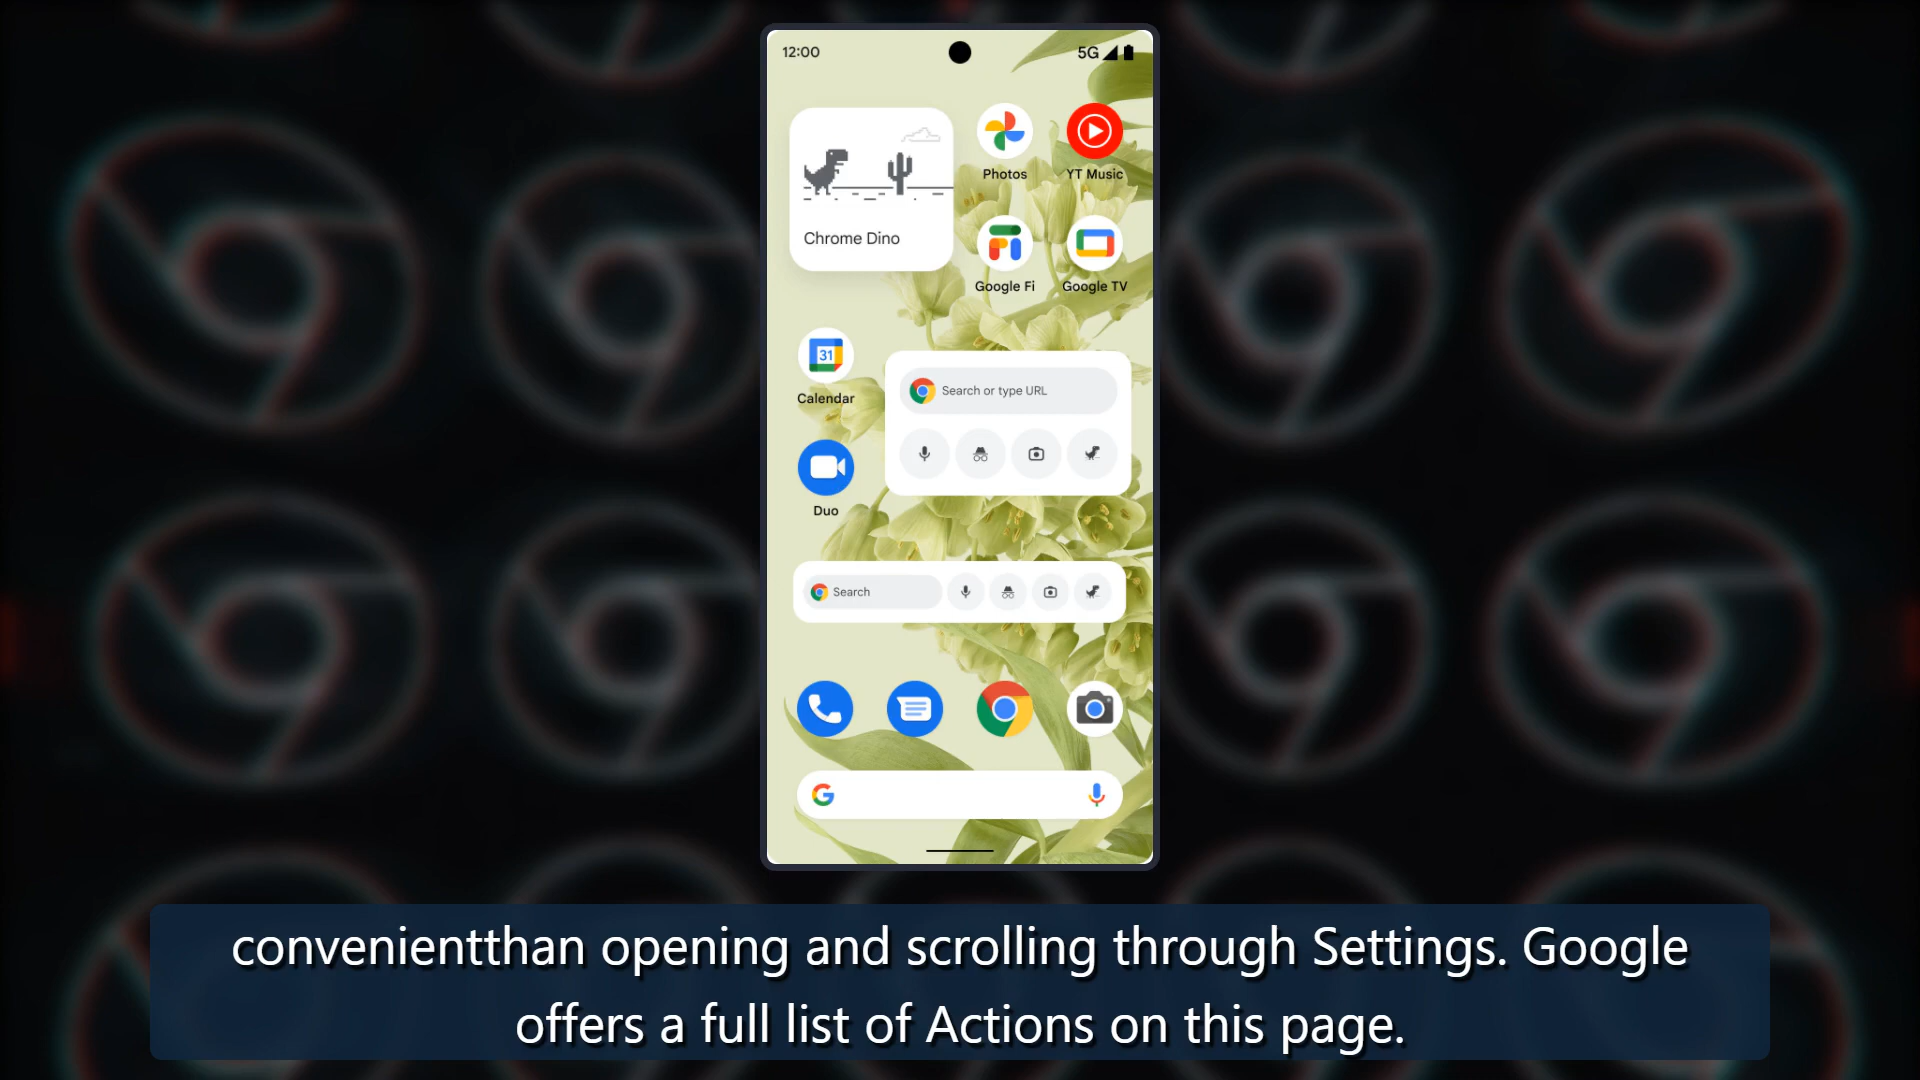 12:00
5G
Photos
YT Music
Chrome Dino
Google Fi
Google TV
31
Calendar
Search or type URL
Duo
Search
convenientthan opening and scrolling through Settings. Google
offers a full list of Actions on this page.